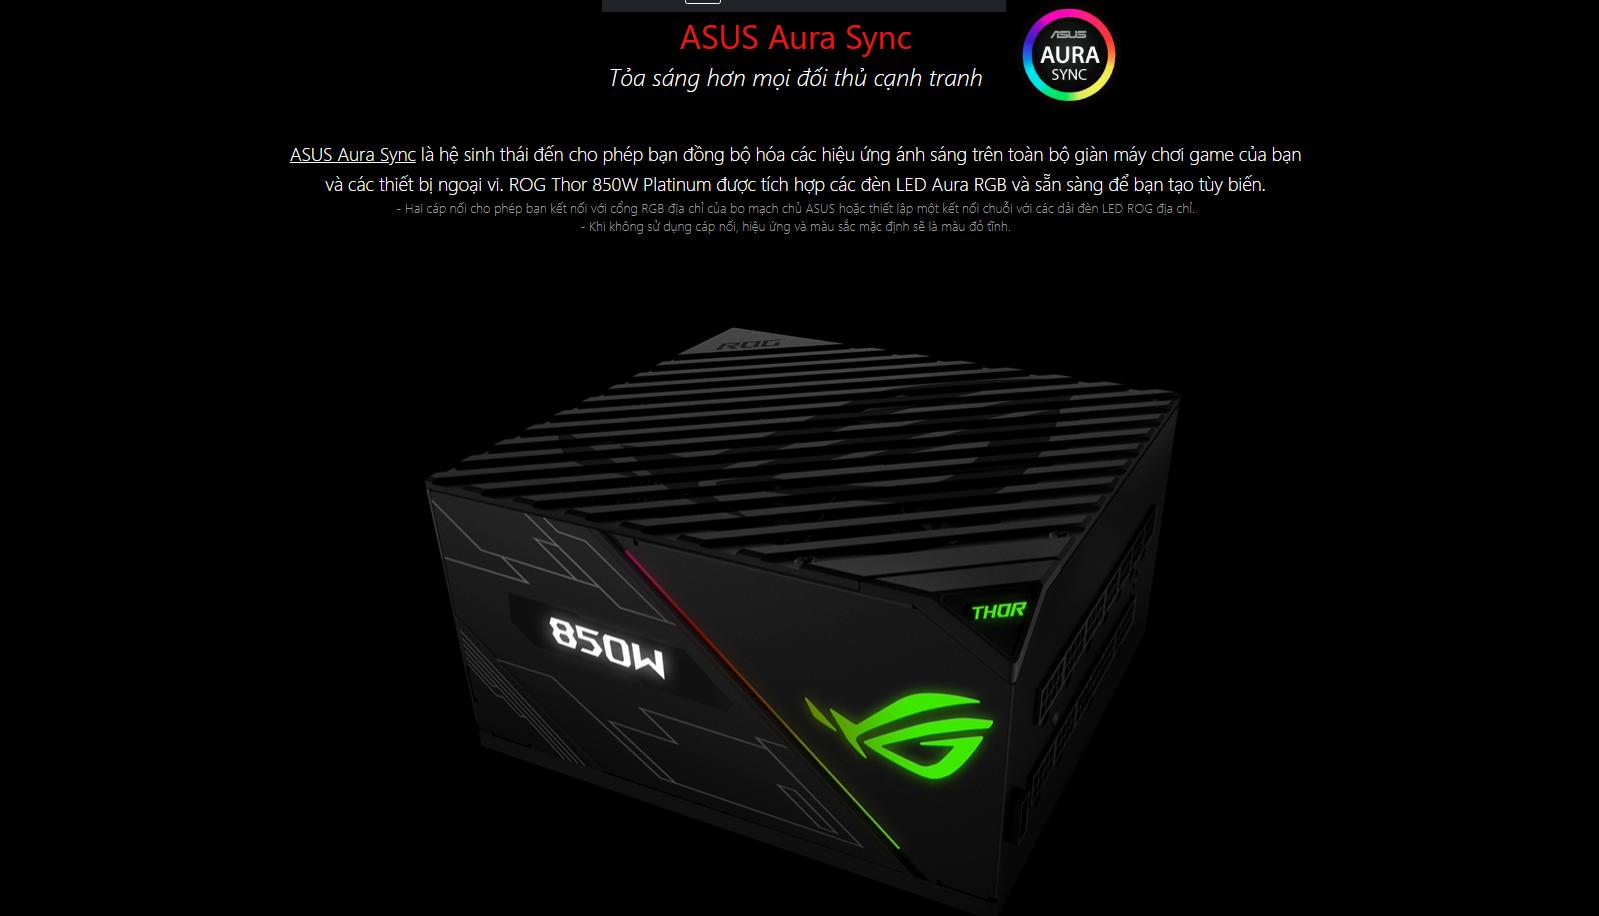 ASUS Aura Sync
Tỏa sáng hơn mọi đối thủ cạnh tranh
ASUS
AURA
SYNC
ASUS Aura Sync là hệ sinh thái đến cho phép bạn đồng bộ hóa các hiệu ứng ánh sáng trên toàn bộ giàn máy chơi game của bạn
và các thiết bị ngoại vi. ROG Thor 850W Platinum được tích hợp các đèn LED Aura RGB và sẵn sàng để bạn tạo tùy biến.
- Hai cáp nối cho phép bạn kết nối với cổng RGB địa chỉ của bo mạch chủ ASUS hoặc thiết lập một kết nối chuỗi với các dải đèn LED ROG địa chỉ.
- Khi không sử dụng cáp nối, hiệu ứng và màu sắc mặc định sẽ là màu đỏ tĩnh.
ROG
THOR
850W